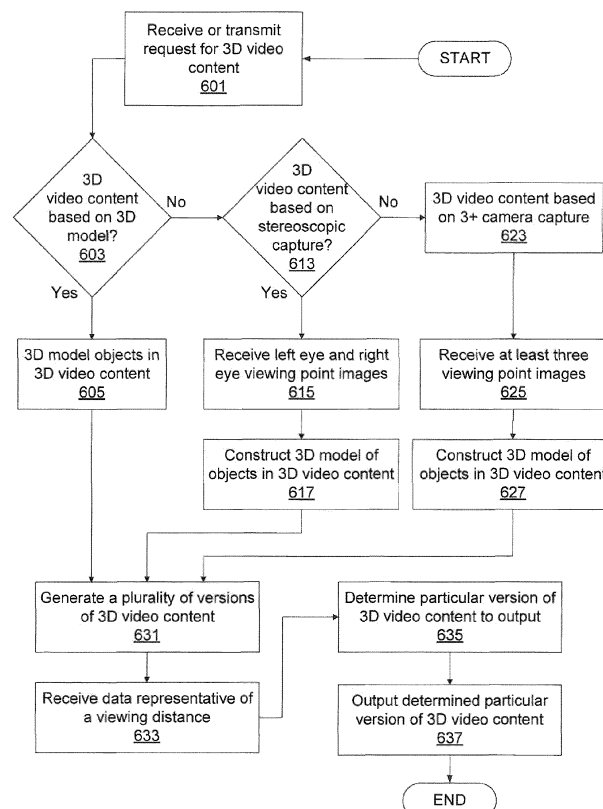 Receive or transmit
request for 3D video
content
601
START
3D
video content
based on 3D
model?
603
No
Yes
3D
video content
based on
stereoscopic
capture?
613
No
Yes
3D video content based
on 3+ camera capture
623
3D model objects in
3D video content
605
Receive left eye and right
eye viewing point images
615
Receive at least three
viewing point images
625
Construct 3D model of
objects in 3D video content
617
Construct 3D model of
objects in 3D video content
627
Generate a plurality of versions
of 3D video content
631
Receive data representative of
a viewing distance
633
Determine particular version of
3D video content to output
635
Output determined particular
version of 3D video content
637
END